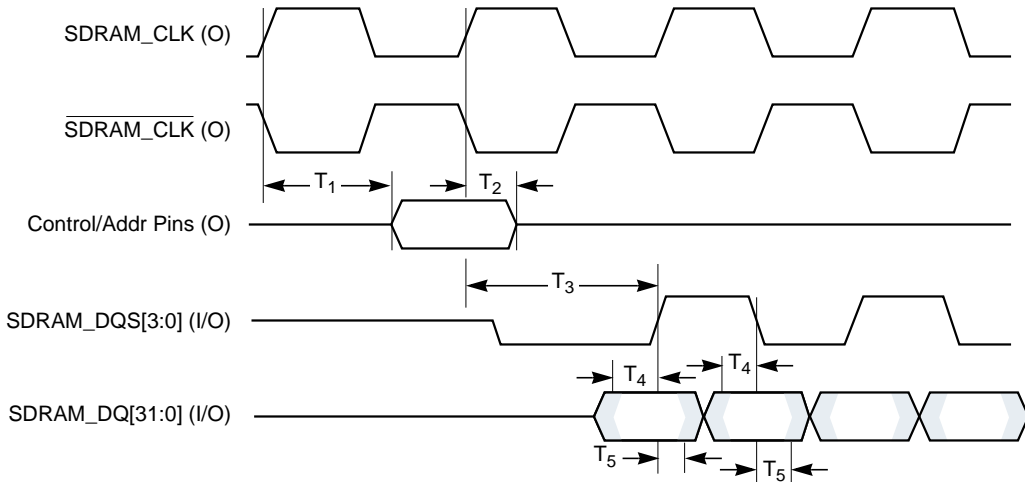 SDRAM_CLK (O)
SDRAM_CLK (O)
T1
T2
Control/Addr Pins (O)
T3
SDRAM_DQS[3:0] (I/O)
T4
T4
SDRAM_DQ[31:0] (I/O)
T5
T5